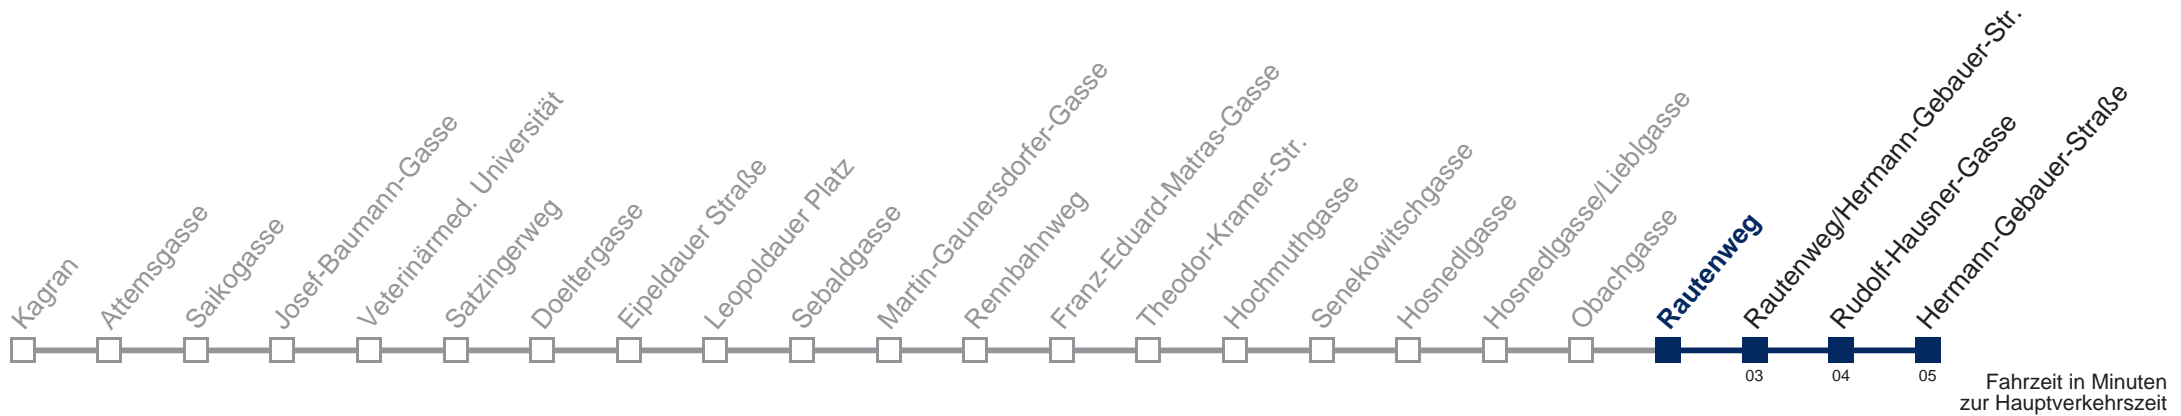 Kagran
Attemsgasse
Saikogasse
Josef-Baumann-Gasse
Veterinärmed. Universität
Satzingerweg
Doeltergasse
Eipeldauer Straße
Leopoldauer Platz
Sebaldgasse
Martin-Gaunersdorfer-Gasse
Rennbahnweg
Franz-Eduard-Matras-Gasse
Theodor-Kramer-Str.
Hochmuthgasse
Senekowitschgasse
Hosnedlgasse
Hosnedlgasse/Lieblgasse
Obachgasse
Rautenweg
Rautenweg/Hermann-Gebauer-Str.
Rudolf-Hausner-Gasse
Hermann-Gebauer-Straße
03 04 05
Fahrzeit in Minuten
zur Hauptverkehrszeit